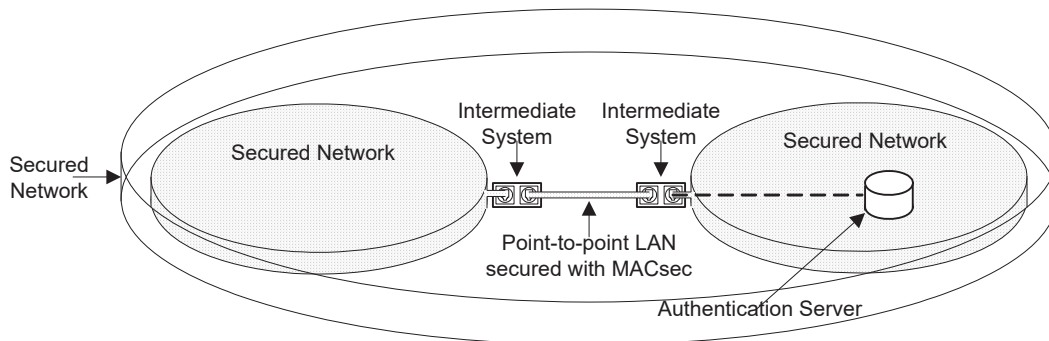 Intermediate
System
Intermediate
System
Secured Network
Secured Network
Secured
Network
Point-to-point LAN
secured with MACsec
Authentication Server